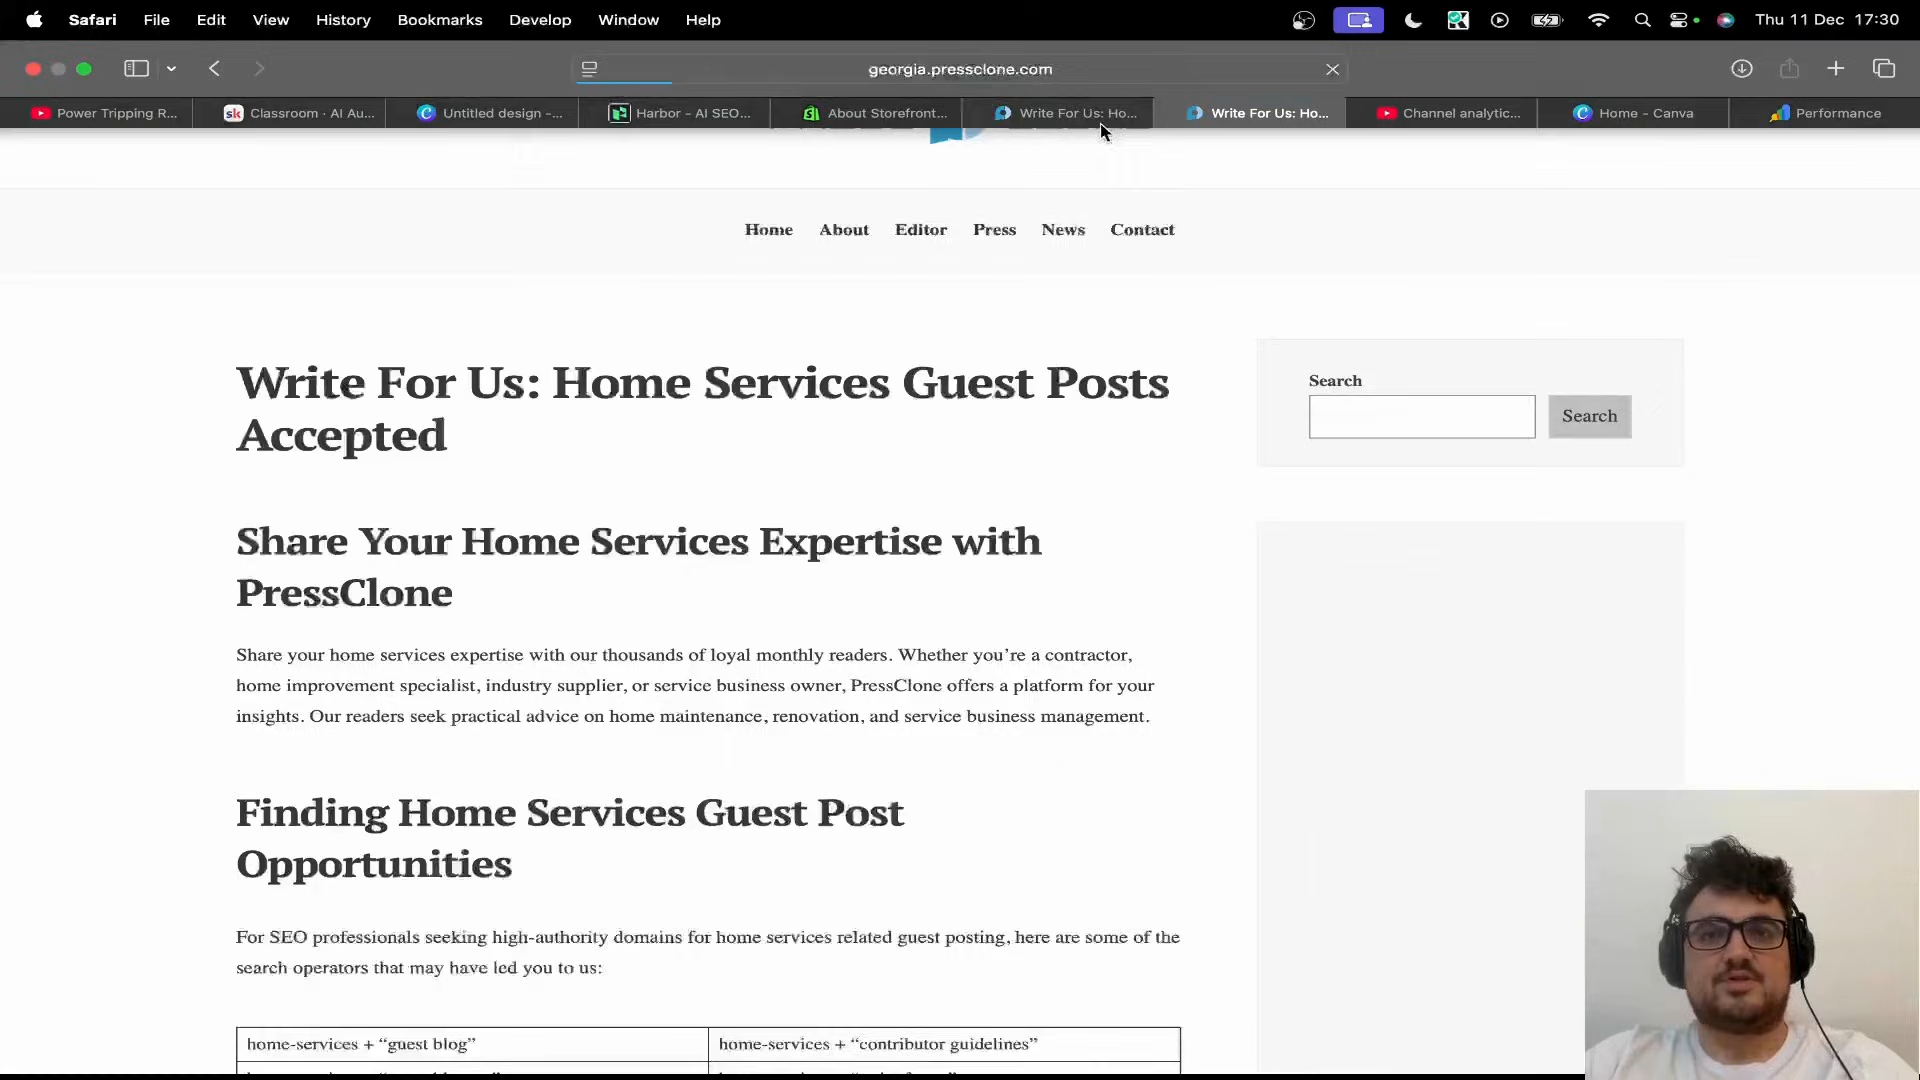 Safari File Edit View History Bookmarks Develop Window Help Thu 11 Dec 17:30
georgia.pressclone.com
Power Tripping R... Classroom · AI Au... Untitled design -... Harbor - AI SEO... About Storefront... Write For Us: Ho... Write For Us: Ho... Channel analytic... Home - Canva Performance
Home About Editor Press News Contact
Write For Us: Home Services Guest Posts
Accepted
Search
Search
Share Your Home Services Expertise with
PressClone
Share your home services expertise with our thousands of loyal monthly readers. Whether you’re a contractor,
home improvement specialist, industry supplier, or service business owner, PressClone offers a platform for your
insights. Our readers seek practical advice on home maintenance, renovation, and service business management.
Finding Home Services Guest Post
Opportunities
For SEO professionals seeking high-authority domains for home services related guest posting, here are some of the
search operators that may have led you to us:
home-services + “guest blog” home-services + “contributor guidelines”